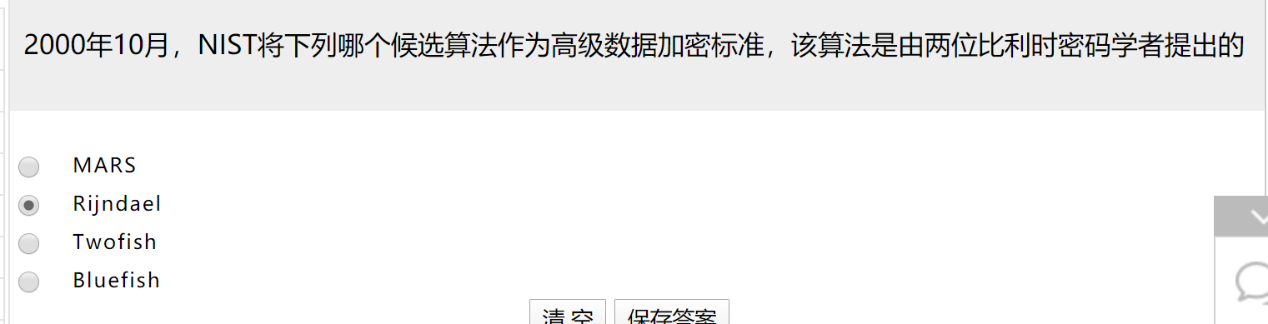 2000年10月，NIST将下列哪个候选算法作为高级数据加密标准，该算法是由两位比利时密码学者提出的
MARS
Rijndael
Twofish
Bluefish
清 空 保存答案